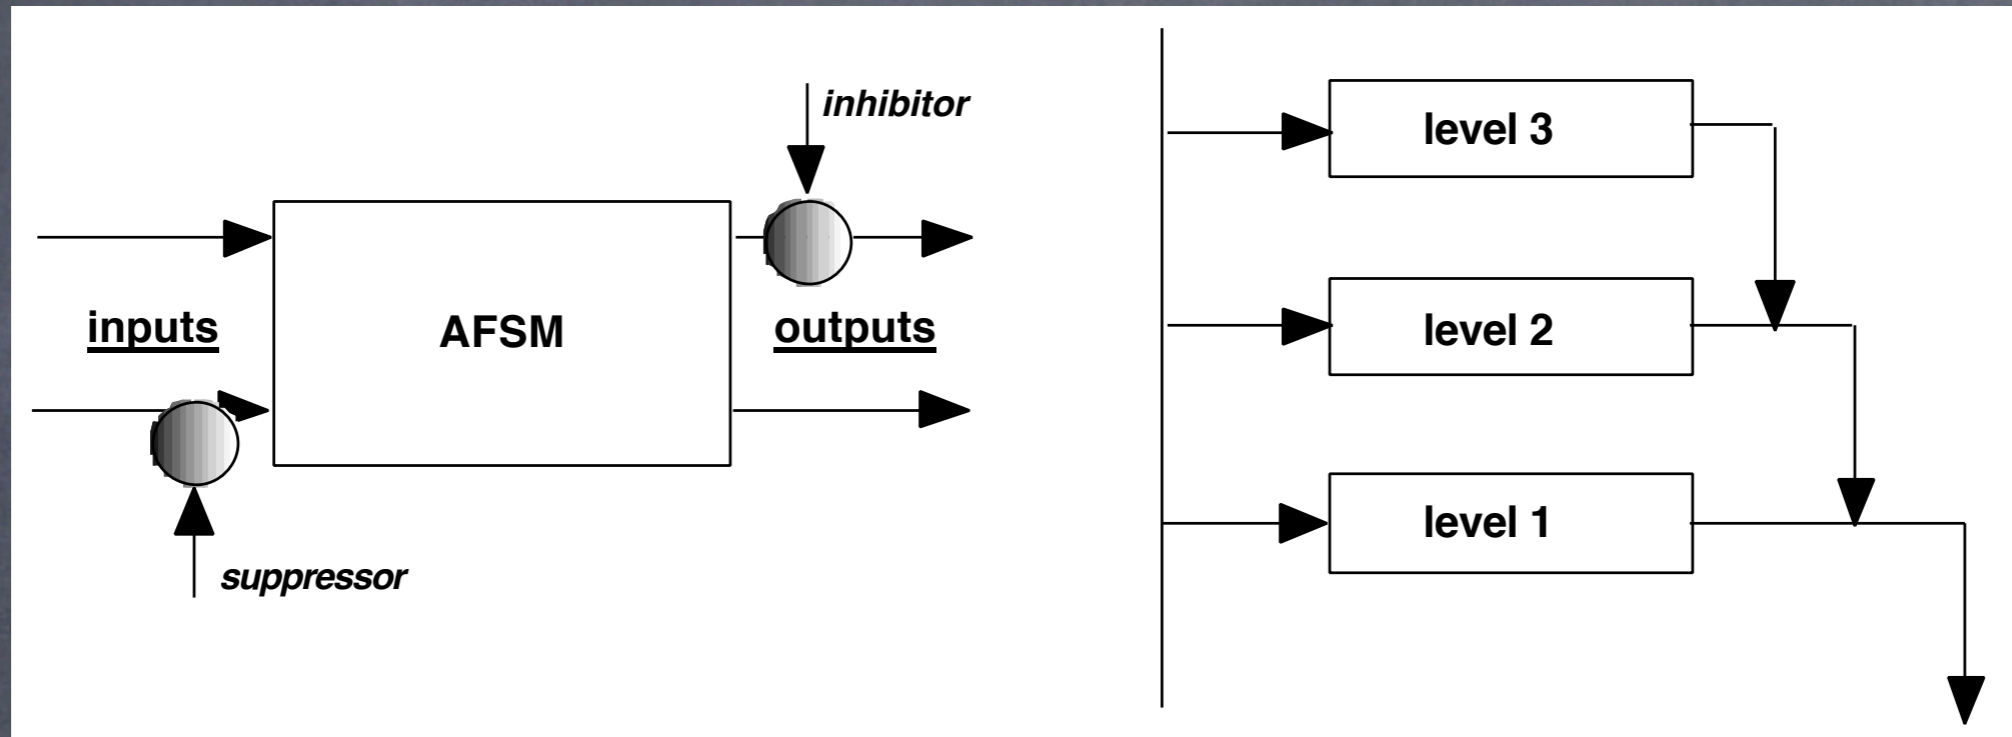 inhibitor
inputs
AFSM
outputs
suppressor
level 3
level 2
level 1